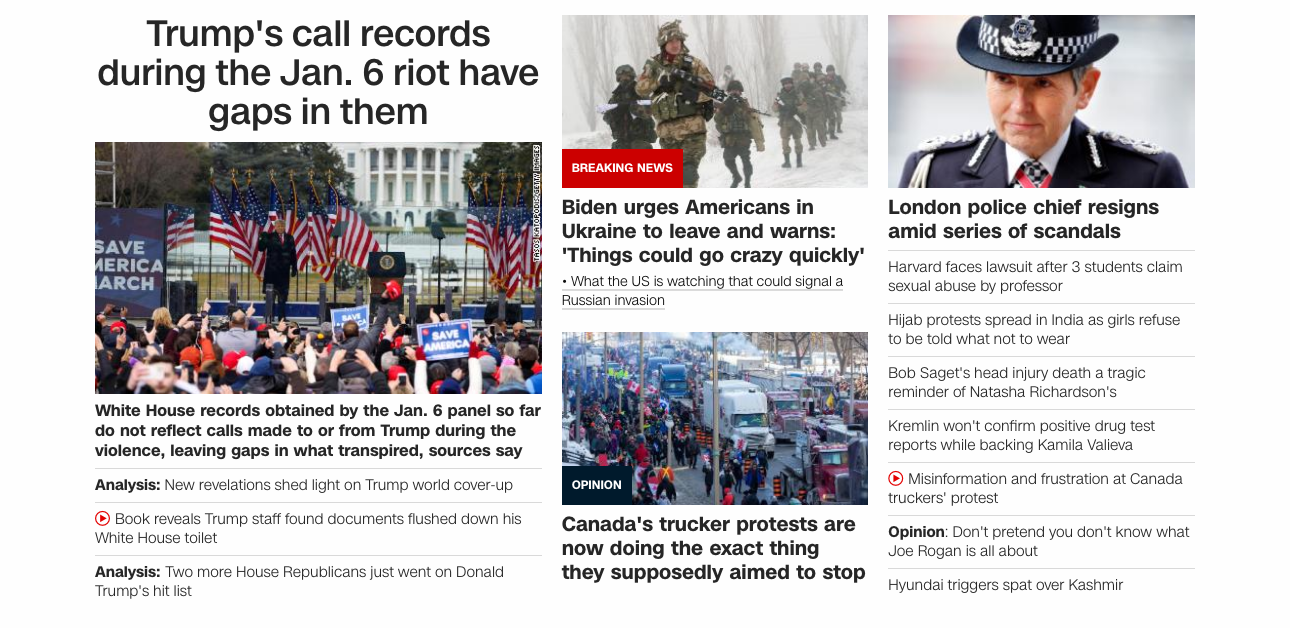 Trump's call records
during the Jan. 6 riot have
gaps in them
TASOS KATOPODIS/GETTY IMAGES
SAVE
MERICA
MARCH
SAVE
AMERICA
SAVE
AMERICA
White House records obtained by the Jan. 6 panel so far
do not reflect calls made to or from Trump during the
violence, leaving gaps in what transpired, sources say
Analysis: New revelations shed light on Trump world cover-up
Book reveals Trump staff found documents flushed down his
White House toilet
Analysis: Two more House Republicans just went on Donald
Trump's hit list
BREAKING NEWS
Biden urges Americans in
Ukraine to leave and warns:
'Things could go crazy quickly'
• What the US is watching that could signal a
Russian invasion
OPINION
Canada's trucker protests are
now doing the exact thing
they supposedly aimed to stop
London police chief resigns
amid series of scandals
Harvard faces lawsuit after 3 students claim
sexual abuse by professor
Hijab protests spread in India as girls refuse
to be told what not to wear
Bob Saget's head injury death a tragic
reminder of Natasha Richardson's
Kremlin won't confirm positive drug test
reports while backing Kamila Valieva
Misinformation and frustration at Canada
truckers' protest
Opinion: Don't pretend you don't know what
Joe Rogan is all about
Hyundai triggers spat over Kashmir